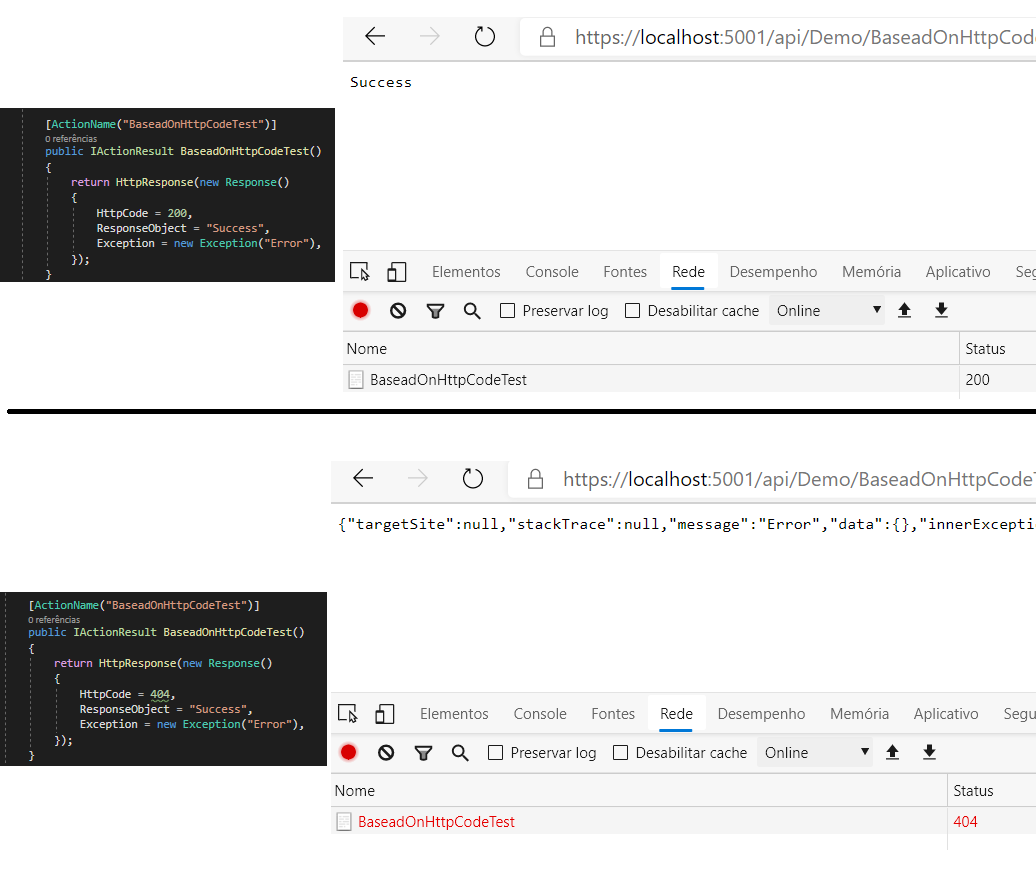 https://localhost:5001/api/Demo/BaseadOnHttpCod
Success
[ActionName("BaseadOnHttpCodeTest")]
0 referências
public IActionResult BaseadOnHttpCodeTest()
{
return HttpResponse(new Response()
{
HttpCode = 200,
ResponseObject = "Success",
Exception = new Exception("Error"),
});
}
Elementos Console Fontes Rede Desempenho Memória Aplicativo Seg
Preservar log Desabilitar cache Online
Nome Status
BaseadOnHttpCodeTest 200
https://localhost:5001/api/Demo/BaseadOnHttpCodeT
{"targetSite":null,"stackTrace":null,"message":"Error","data":{},"innerExcepti
[ActionName("BaseadOnHttpCodeTest")]
0 referências
public IActionResult BaseadOnHttpCodeTest()
{
return HttpResponse(new Response()
{
HttpCode = 404,
ResponseObject = "Success",
Exception = new Exception("Error"),
});
}
Elementos Console Fontes Rede Desempenho Memória Aplicativo Segu
Preservar log Desabilitar cache Online
Nome Status
BaseadOnHttpCodeTest 404